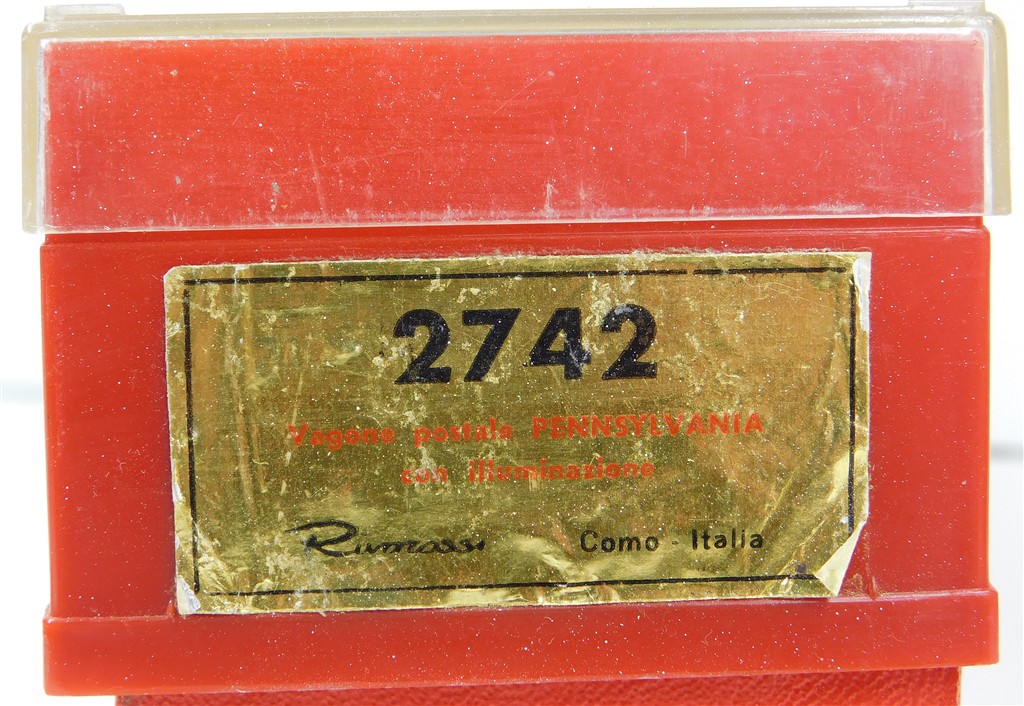 2742
Vagone postale PENNSYLVANIA
con illuminazione
Rivarossi Como - Italia